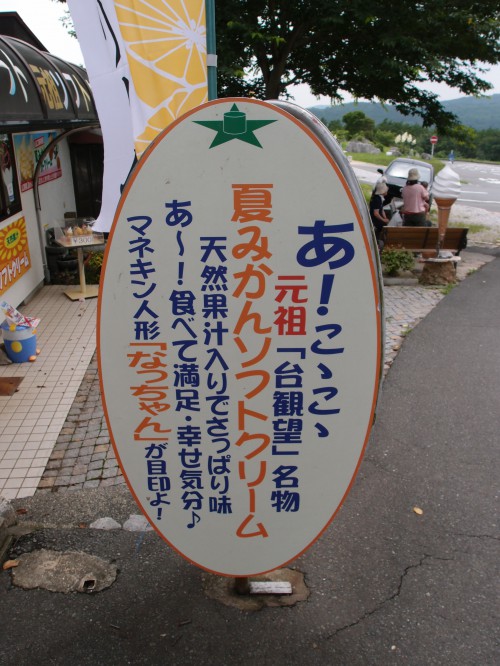 あ!こゝこゝ
元祖「台観望」名物
夏みかんソフトクリーム
天然果汁入りでさっぱり味
あ〜!食べて満足・幸せ気分♪
マネキン人形「なっちゃん」が目印よ!